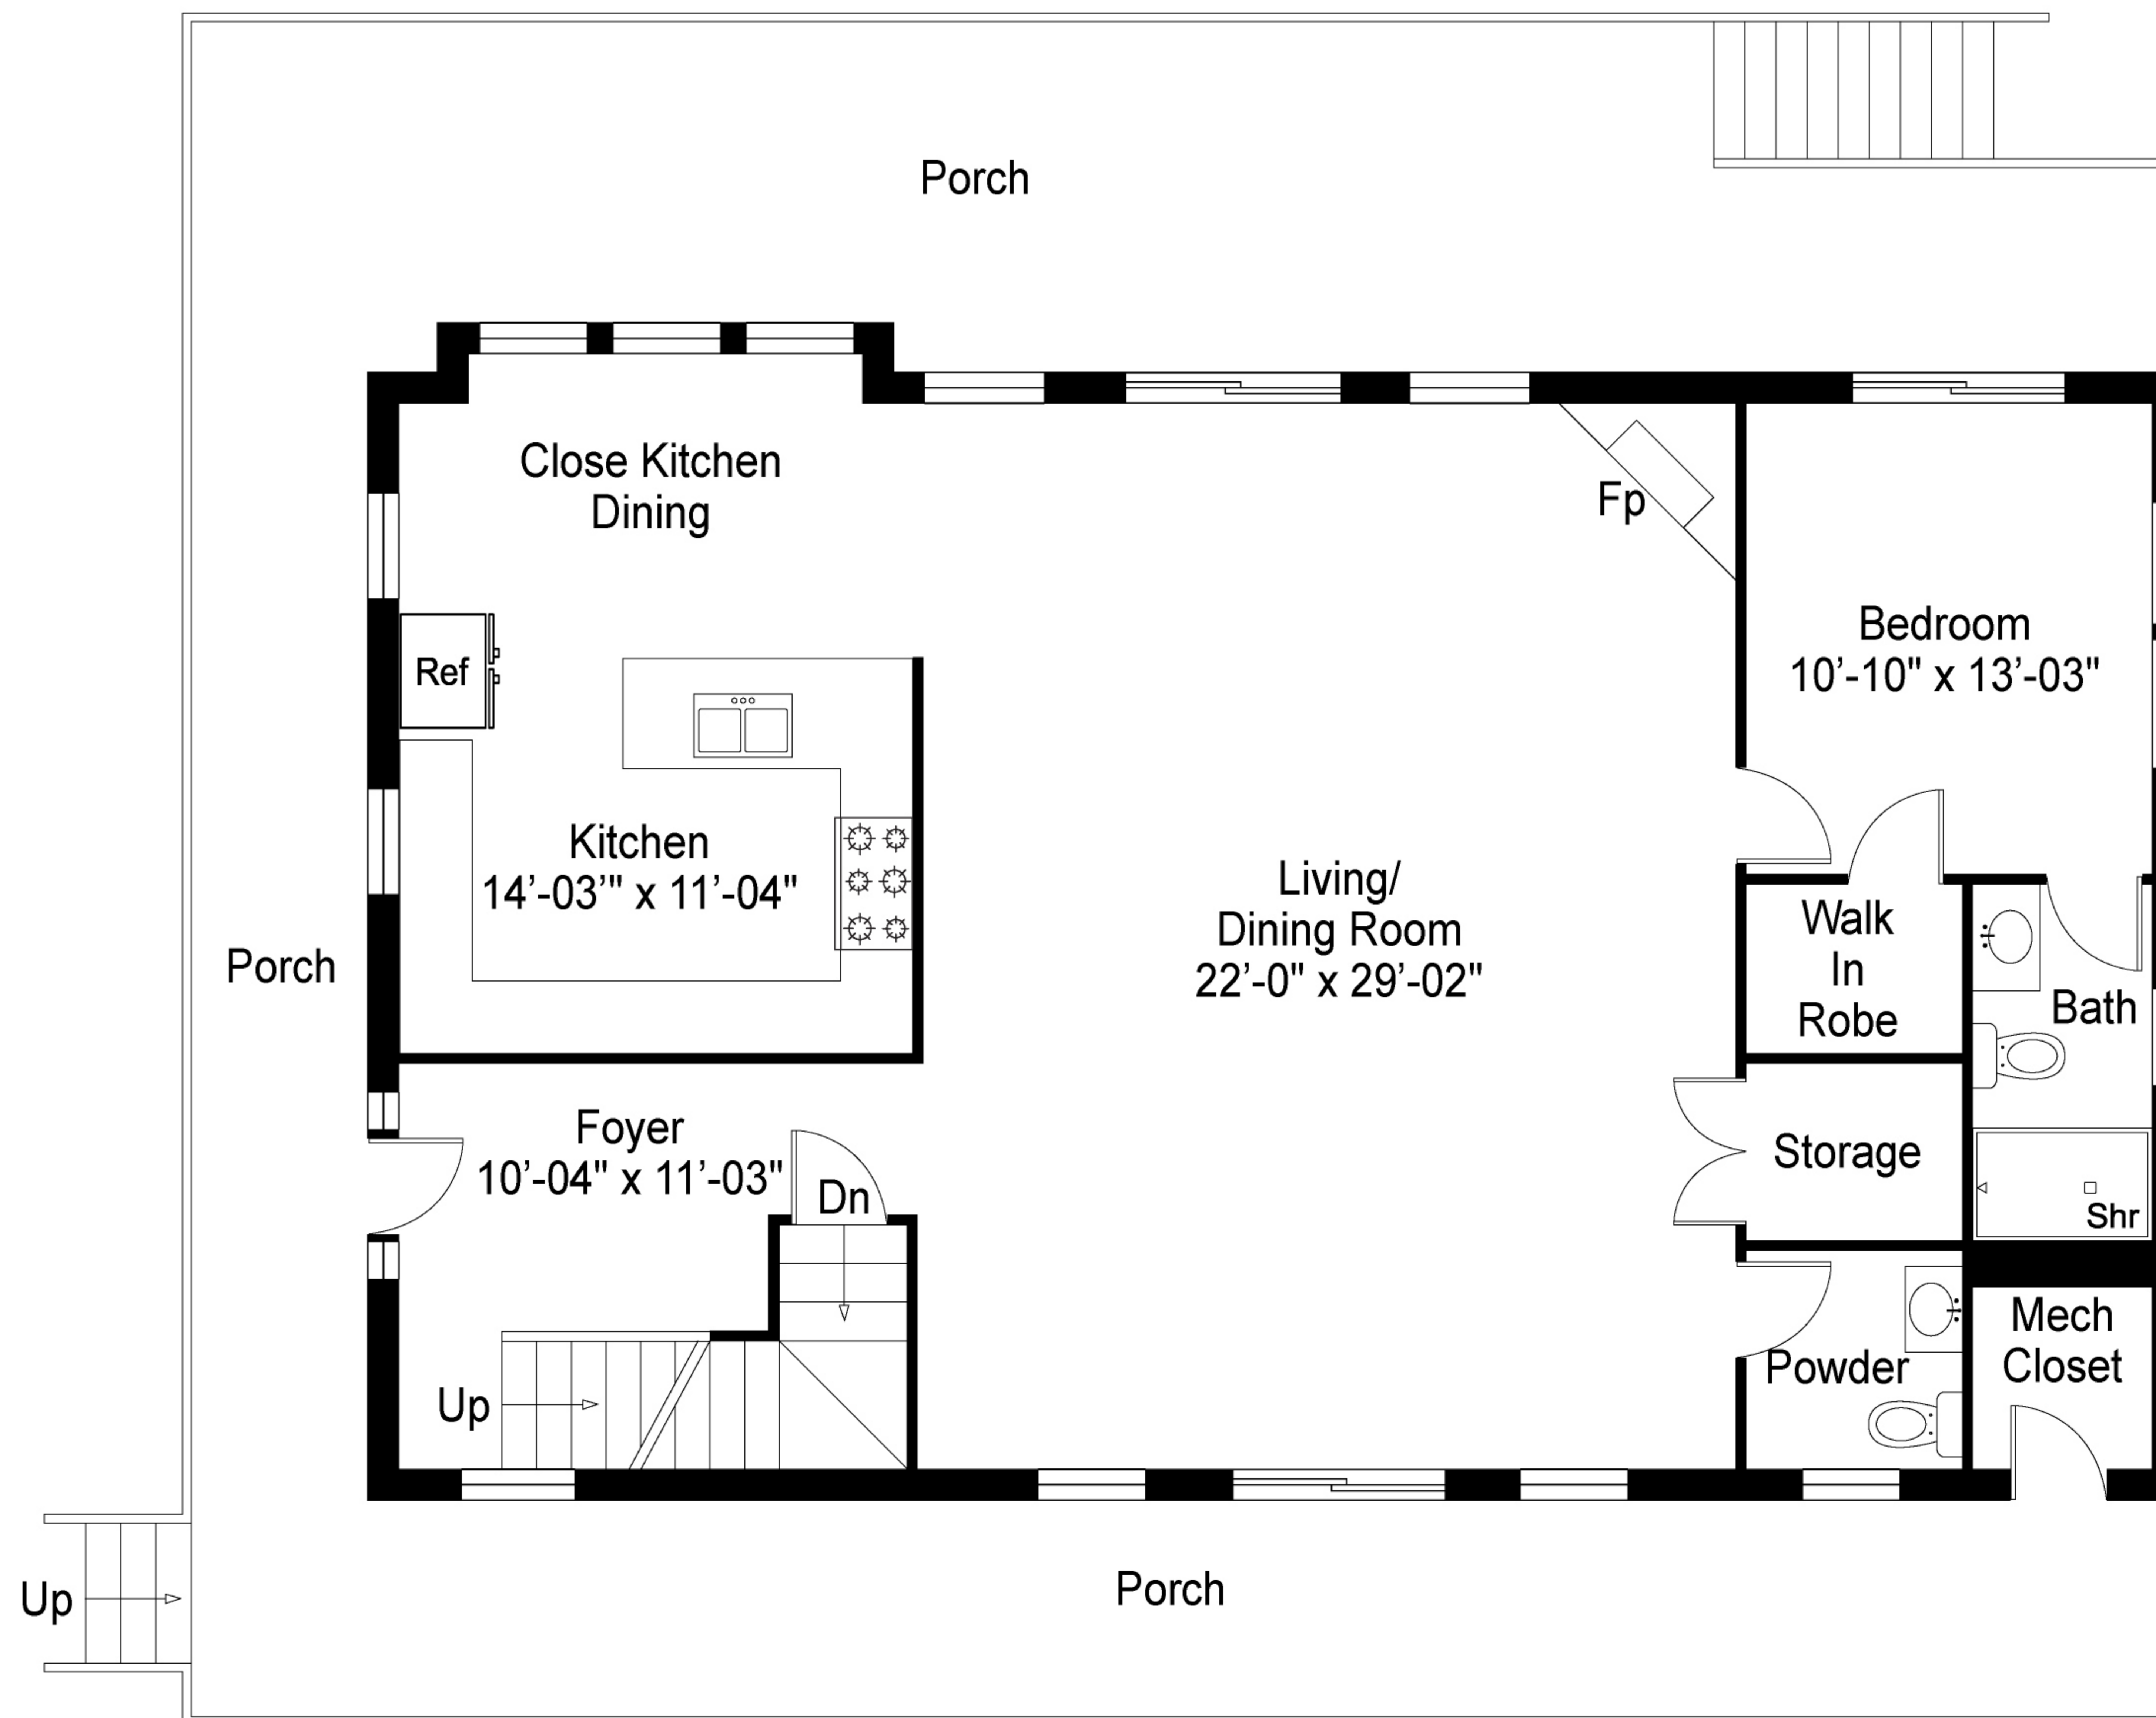 Porch
Close Kitchen
Dining
Fp
Ref
Bedroom
10’-10" x 13’-03"
Kitchen
14’-03’" x 11’-04"
Living/
Dining Room
22’-0" x 29’-02"
Walk
In
Robe
Porch
Bath
Foyer
10’-04" x 11’-03"
Dn
Storage
Shr
Mech
Closet
Powder
Up
Porch
Up